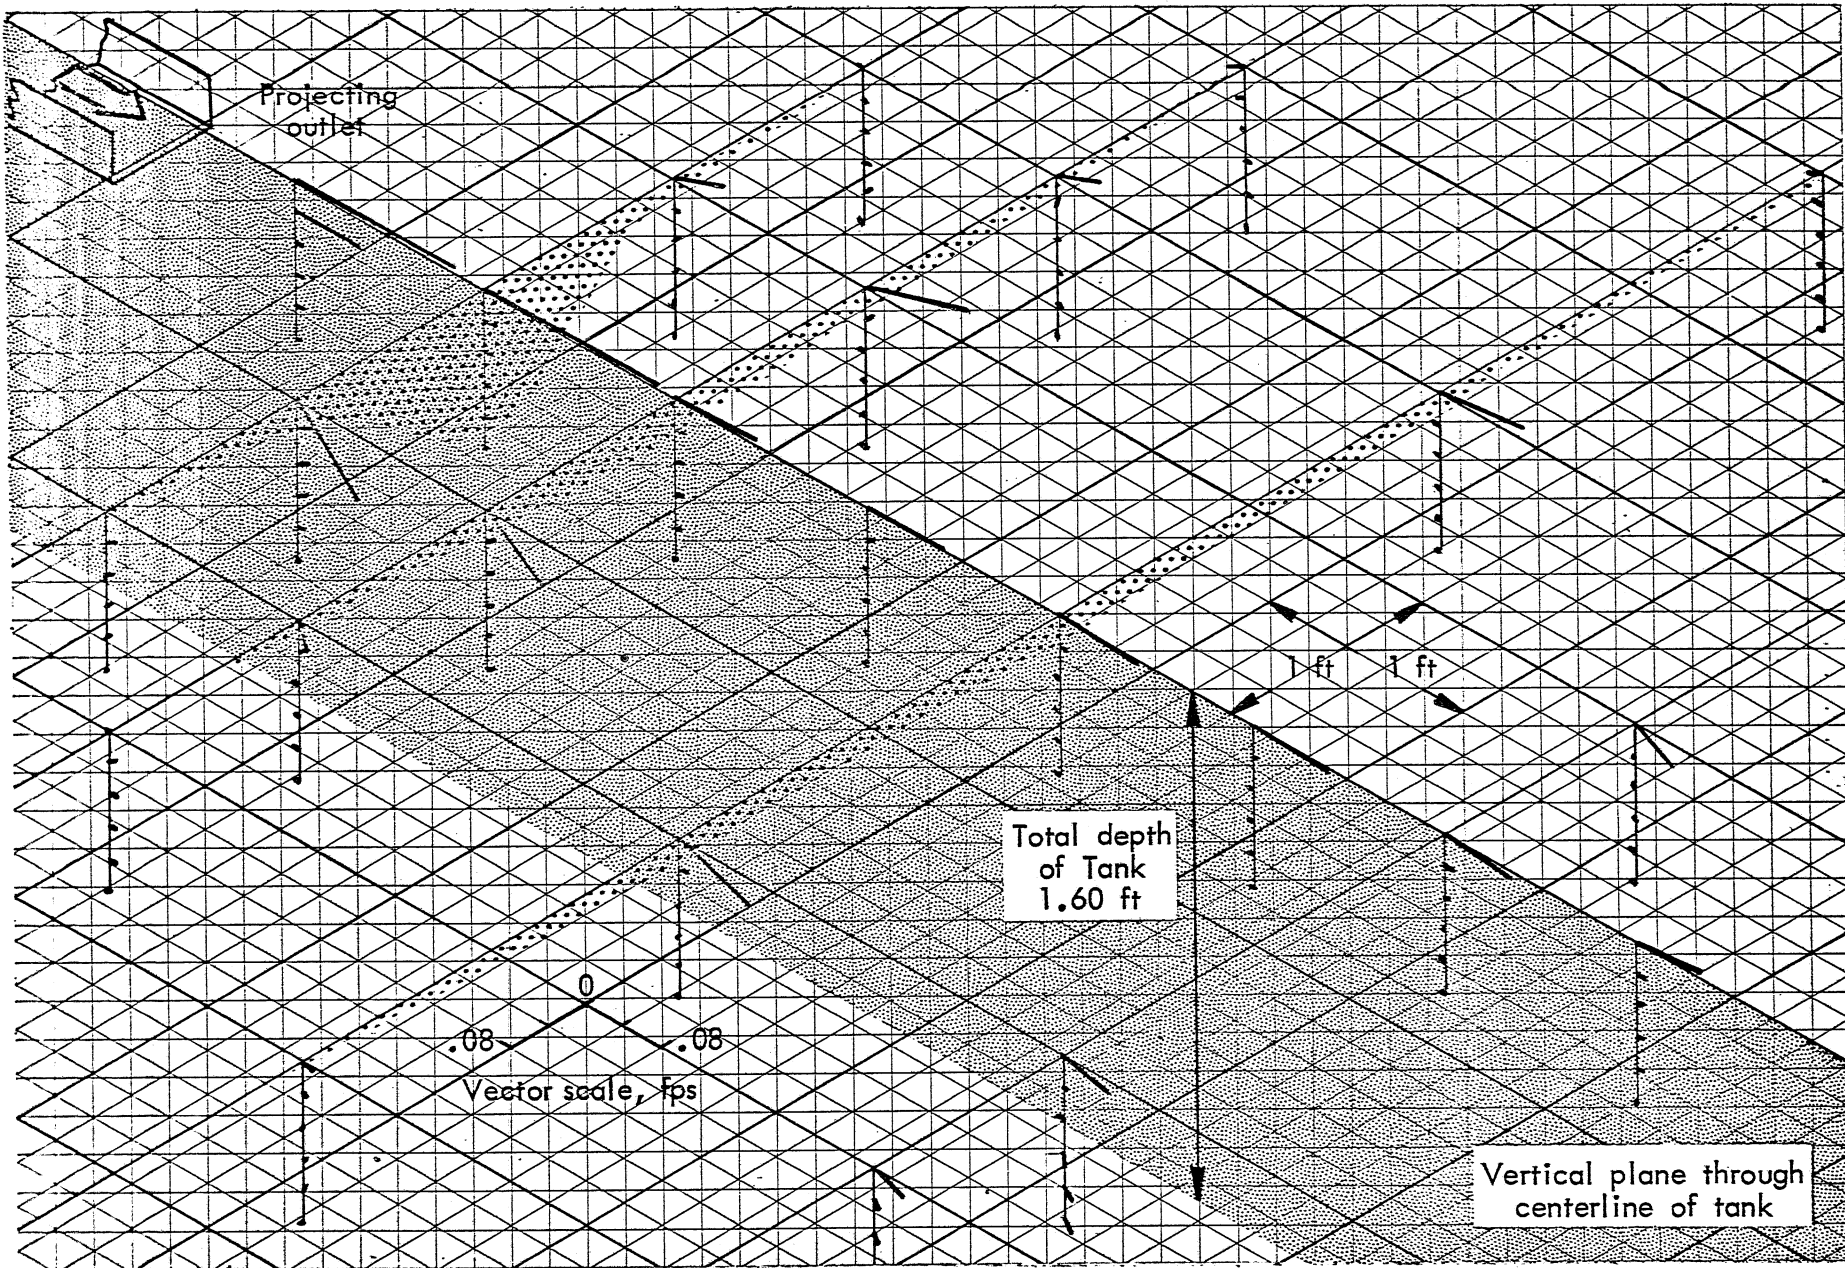 Projecting
outlet
1 ft 1 ft
Total depth
of Tank
1.60 ft
0
.08 .08
Vector scale, fps
Vertical plane through
centerline of tank